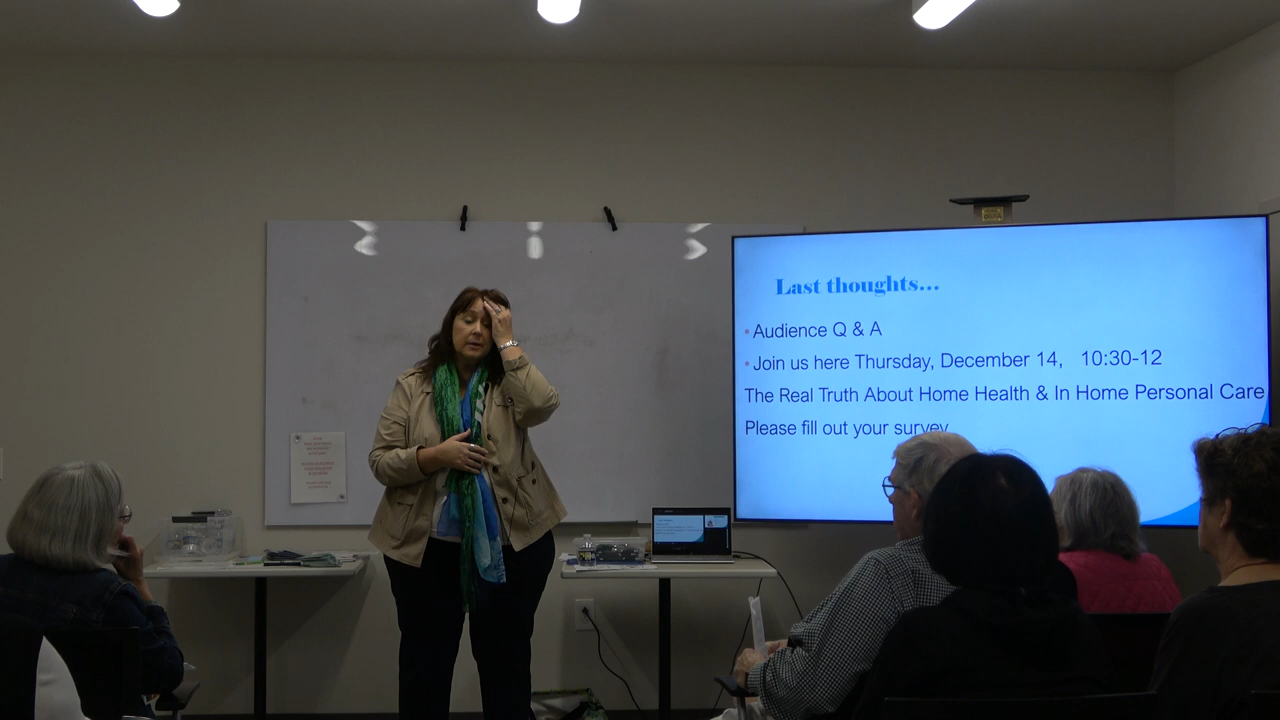 Last thoughts...
• Audience Q & A
• Join us here Thursday, December 14, 10:30-12
The Real Truth About Home Health & In Home Personal Care
Please fill out your survey